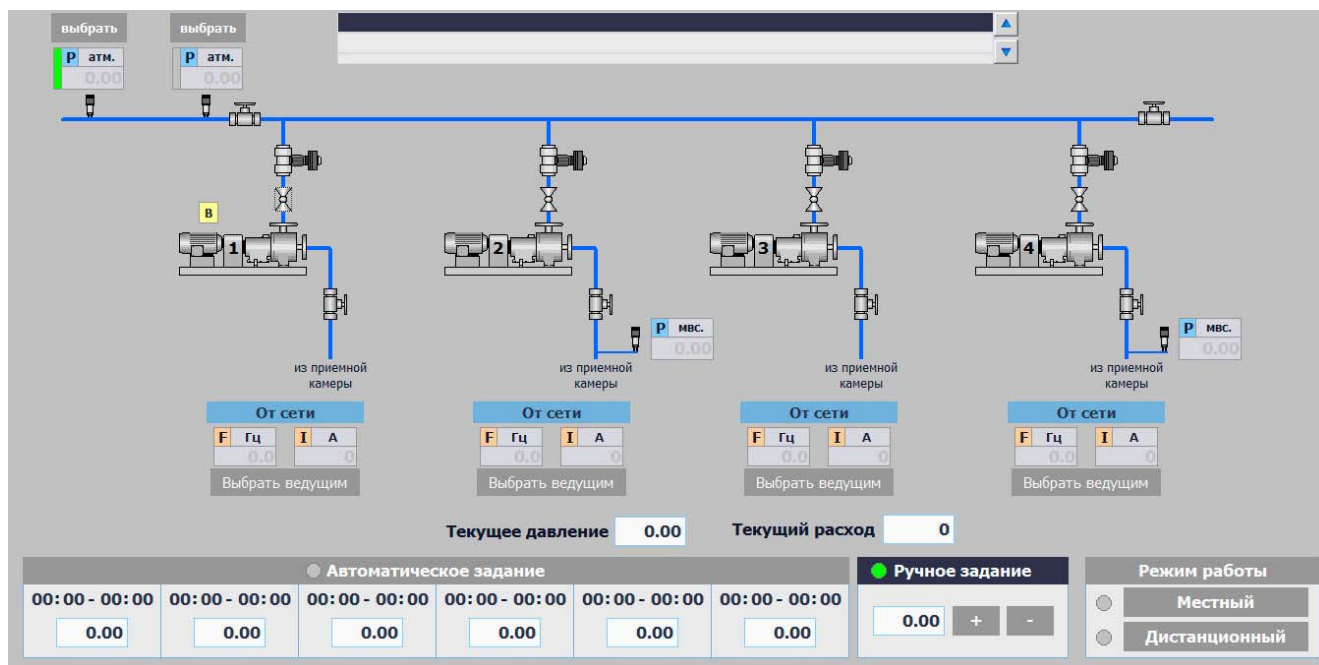 выбрать выбрать
P атм. P атм.
0.00 0.00
B
1 2 3 4
P мвс. P мвс.
0.00 0.00
из приемной из приемной из приемной из приемной
камеры камеры камеры камеры
От сети От сети От сети От сети
F Гц I А F Гц I А F Гц I А F Гц I А
0.0 0 0.0 0 0.0 0 0.0 0
Выбрать ведущим Выбрать ведущим Выбрать ведущим Выбрать ведущим
Текущее давление 0.00 Текущий расход 0
Автоматическое задание Ручное задание Режим работы
00:00 - 00:00 00:00 - 00:00 00:00 - 00:00 00:00 - 00:00 00:00 - 00:00 00:00 - 00:00
0.00 0.00 0.00 0.00 0.00 0.00
0.00 + -
Местный
Дистанционный